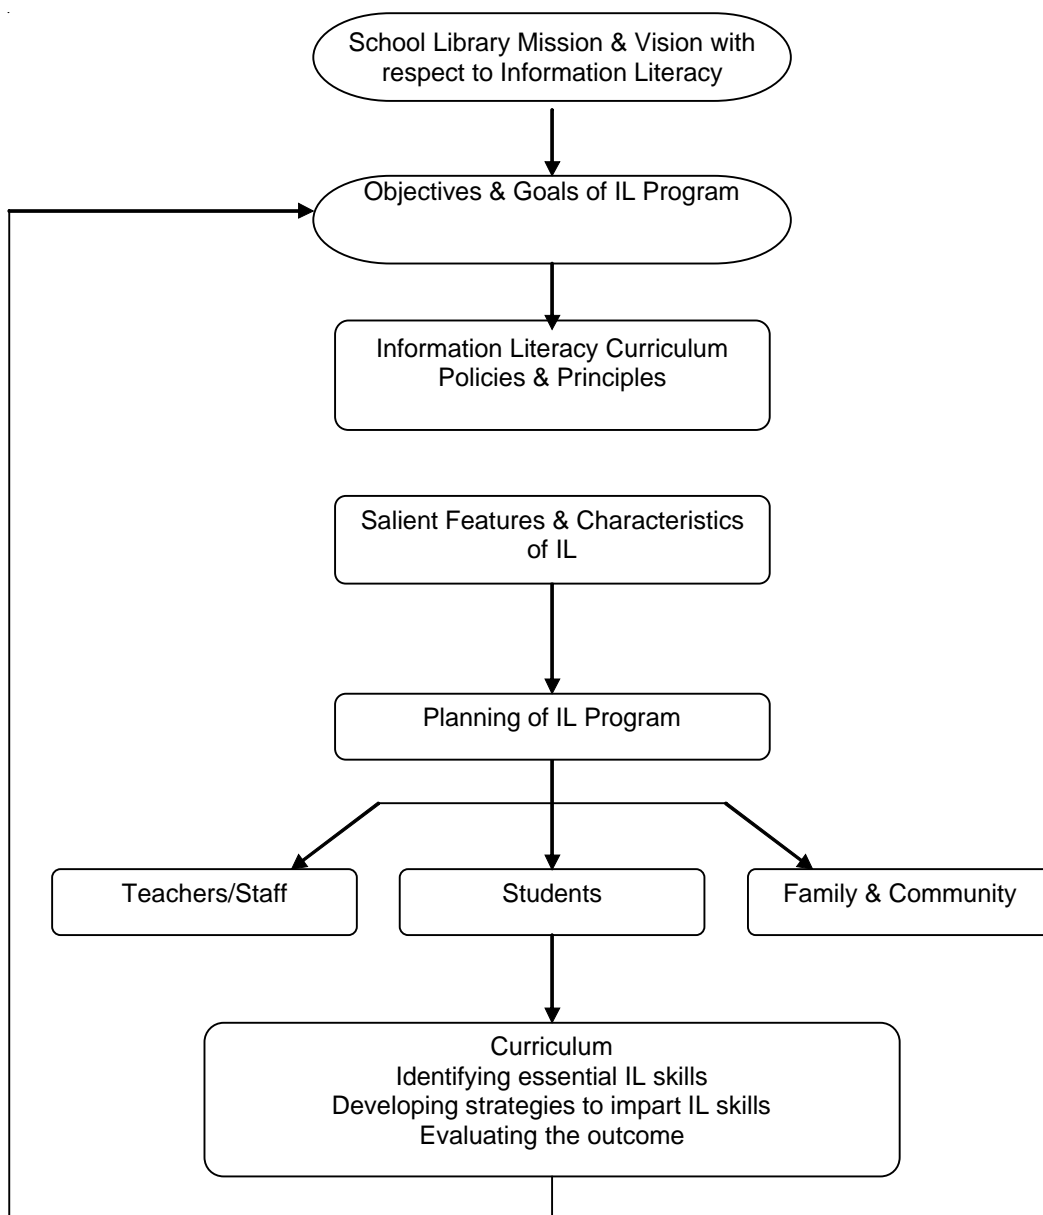 School Library Mission & Vision with
respect to Information Literacy
Objectives & Goals of IL Program
Information Literacy Curriculum
Policies & Principles
Salient Features & Characteristics
of IL
Planning of IL Program
Teachers/Staff
Students
Family & Community
Curriculum
Identifying essential IL skills
Developing strategies to impart IL skills
Evaluating the outcome